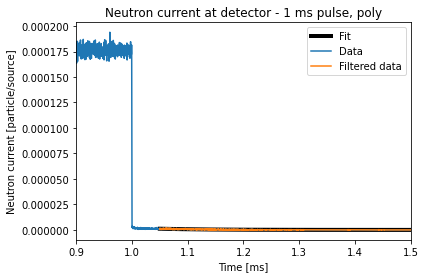 Neutron current at detector - 1 ms pulse, poly
Neutron current [particle/source]
0.000200
0.000175
0.000150
0.000125
0.000100
0.000075
0.000050
0.000025
0.000000
Fit
Data
Filtered data
0.9 1.0 1.1 1.2 1.3 1.4 1.5
Time [ms]